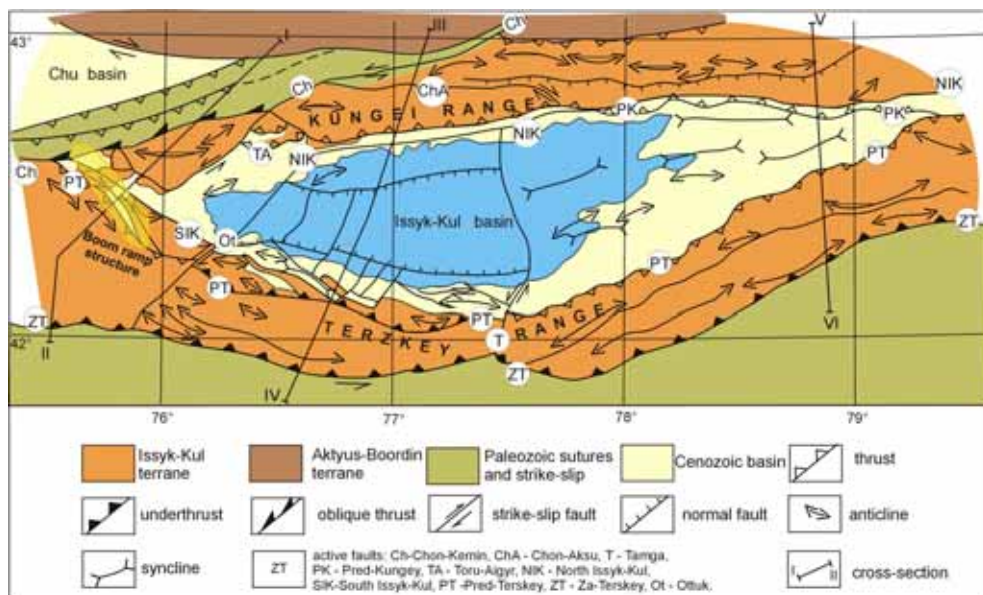 I
III
V
Ch
43°
43°
Chu basin
Ch
ChA
NIK
KÜNGEI RANGE
PK
PK
NIK
TA
NIK
Ch
PT
PT
Issyk-Kul basin
SIK
Ot
Boom ramp
structure
ZT
PT
PT
PT
TERZKEY RANGE
ZT
T
VI
42°
42°
II
ZT
IV
76°
77°
78°
79°
Issyk-Kul
terrane
Aktyus-Boordin
terrane
Paleozoic sutures
and strike-slip
Cenozoic basin
thrust
underthrust
oblique thrust
strike-slip fault
normal fault
anticline
syncline
ZT
active faults: Ch-Chon-Kemin, ChA - Chon-Aksu, T - Tamga,
PK - Pred-Kungey, TA - Toru-Aigyr, NIK - North Issyk-Kul,
SIK-South Issyk-Kul, PT -Pred-Terskey, ZT - Za-Terskey, Ot - Ottuk.
I
II
cross-section